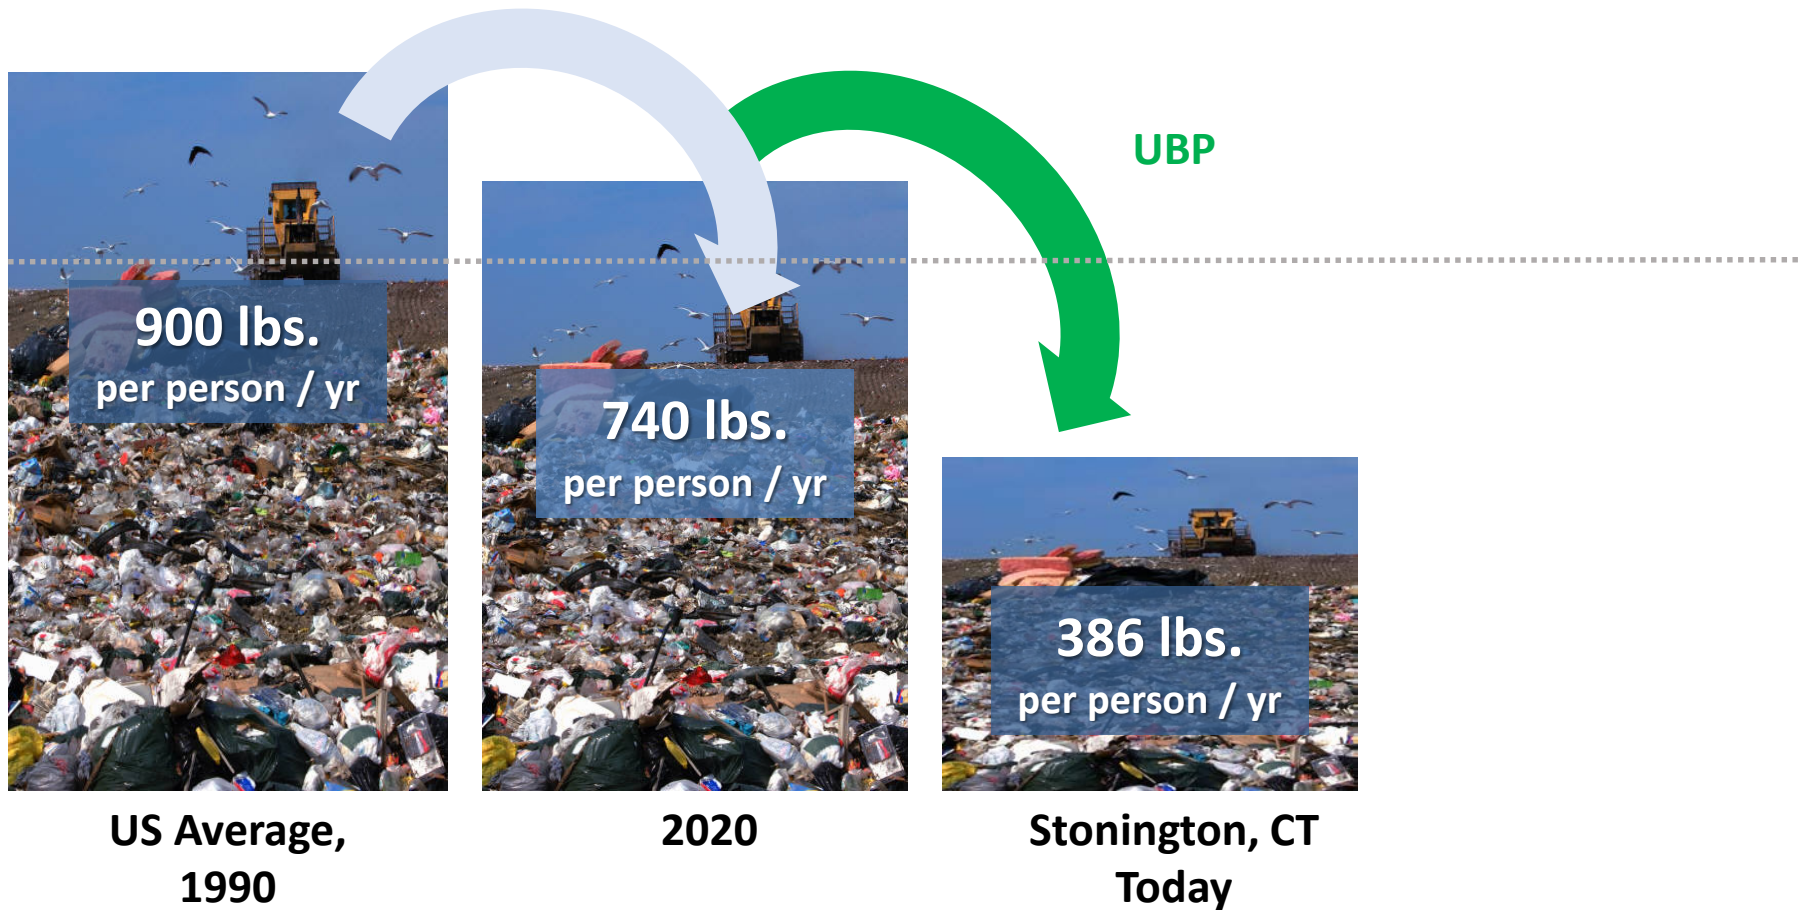 UBP
900 lbs.
per person / yr
740 lbs.
per person / yr
386 lbs.
per person / yr
US Average,
1990
2020
Stonington, CT
Today